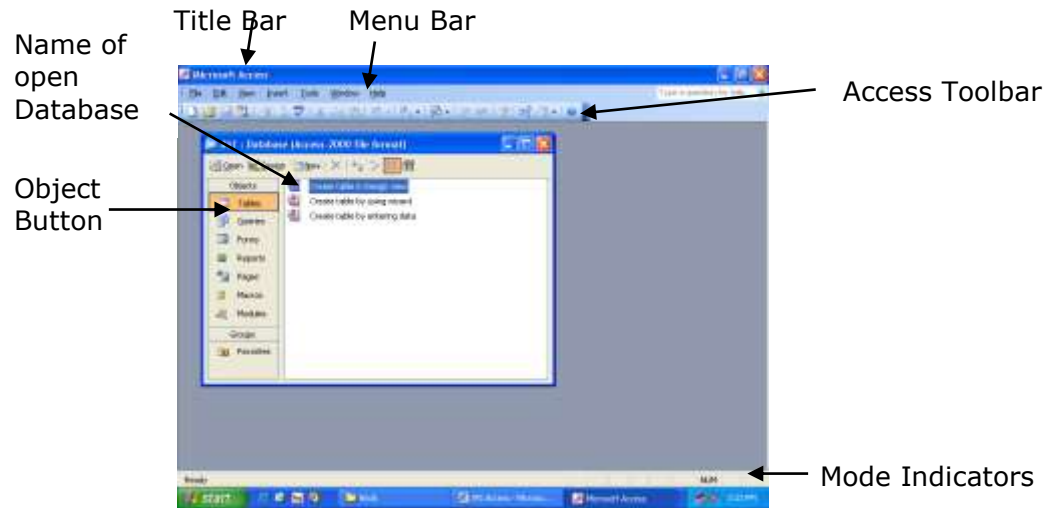 Title Bar
Menu Bar
Name of
open
Database
Access Toolbar
Object
Button
Mode Indicators
Microsoft Access
File Edit View Insert Tools Window Help
Database (Access 2000 file format)
Open Design New
Objects
Tables
Queries
Forms
Reports
Pages
Macros
Modules
Groups
Favorites
Create table in Design view
Create table by using wizard
Create table by entering data
Ready
NUM
start
Microsoft Access